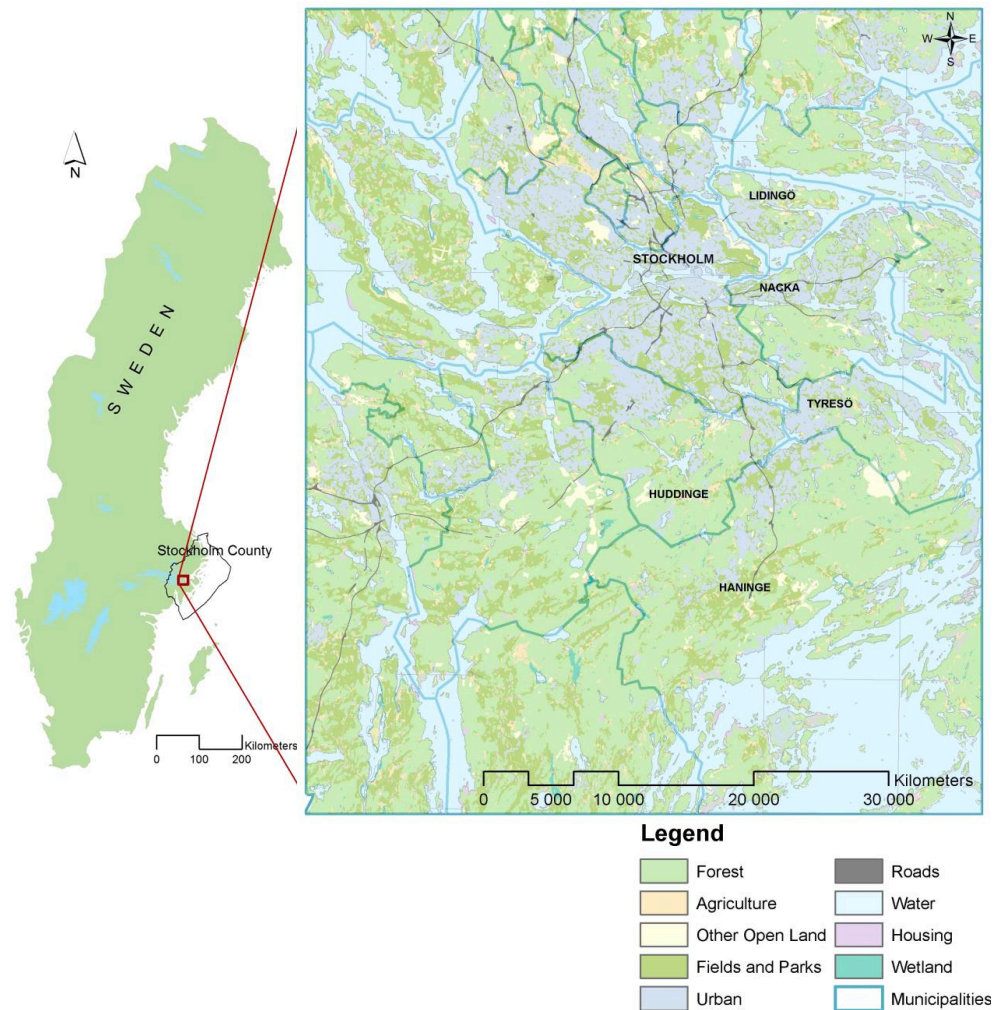 N
W E
S
N
LIDINGÖ
STOCKHOLM
NACKA
SWEDEN
TYRESÖ
HUDDINGE
Stockholm County
HANINGE
Kilometers
0 100 200
Kilometers
0 5 000 10 000 20 000 30 000
Legend
Forest
Agriculture
Other Open Land
Fields and Parks
Urban
Roads
Water
Housing
Wetland
Municipalities